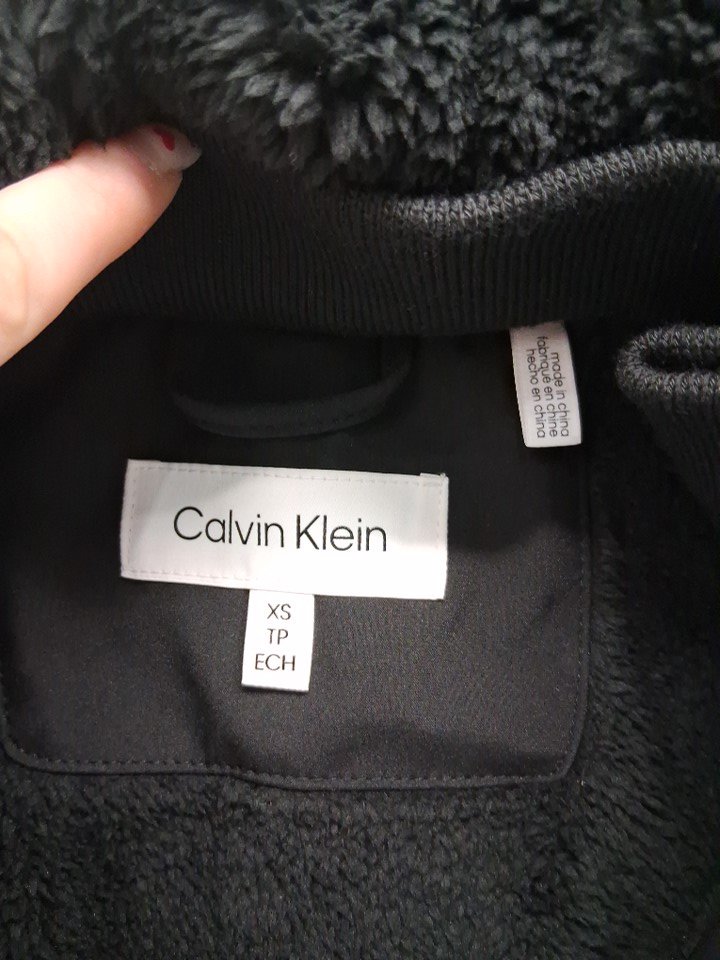 made in china
fabriqué en chine
hecho en china
Calvin Klein
XS
TP
ECH